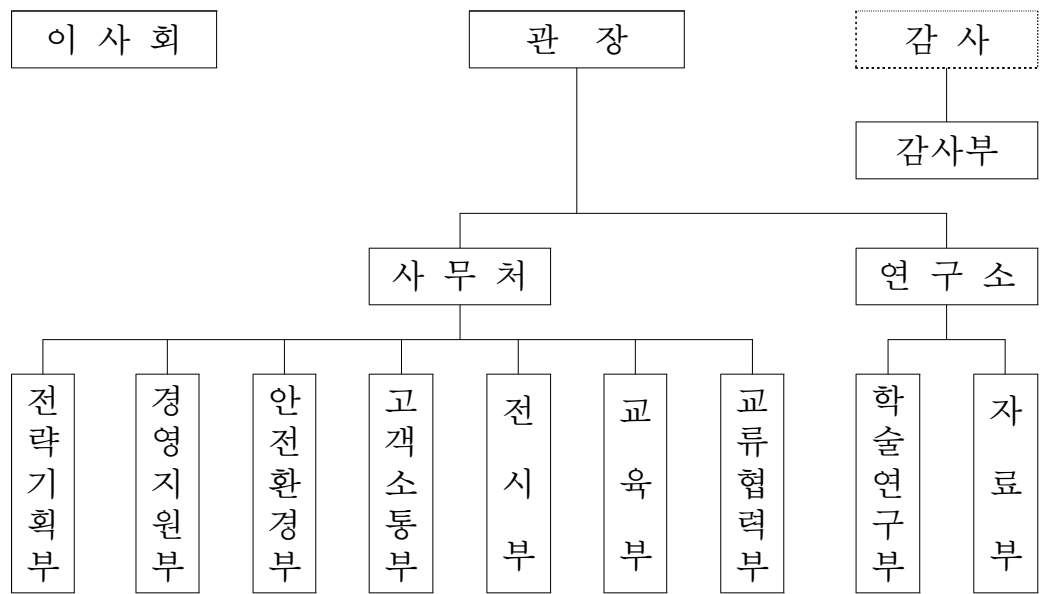 이 사 회
관 장
감 사
감사부
사 무 처
연 구 소
전략기획부
경영지원부
안전환경부
고객소통부
전시부
교육부
교류협력부
학술연구부
자료부